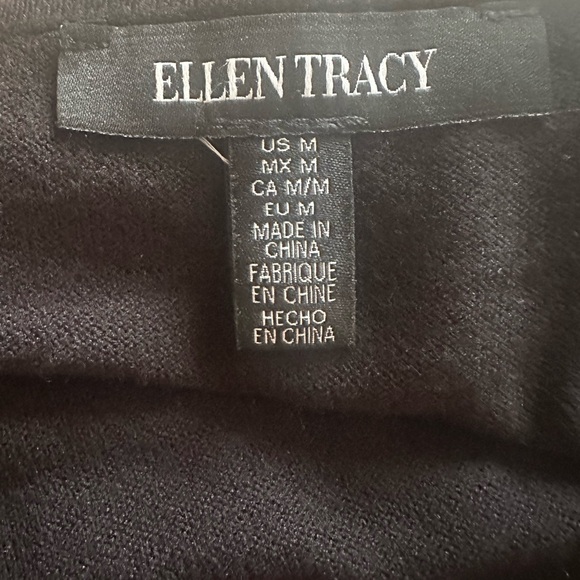 ELLEN TRACY
US M
MX M
CA M/M
EU M
MADE IN
CHINA
FABRIQUE
EN CHINE
HECHO
EN CHINA